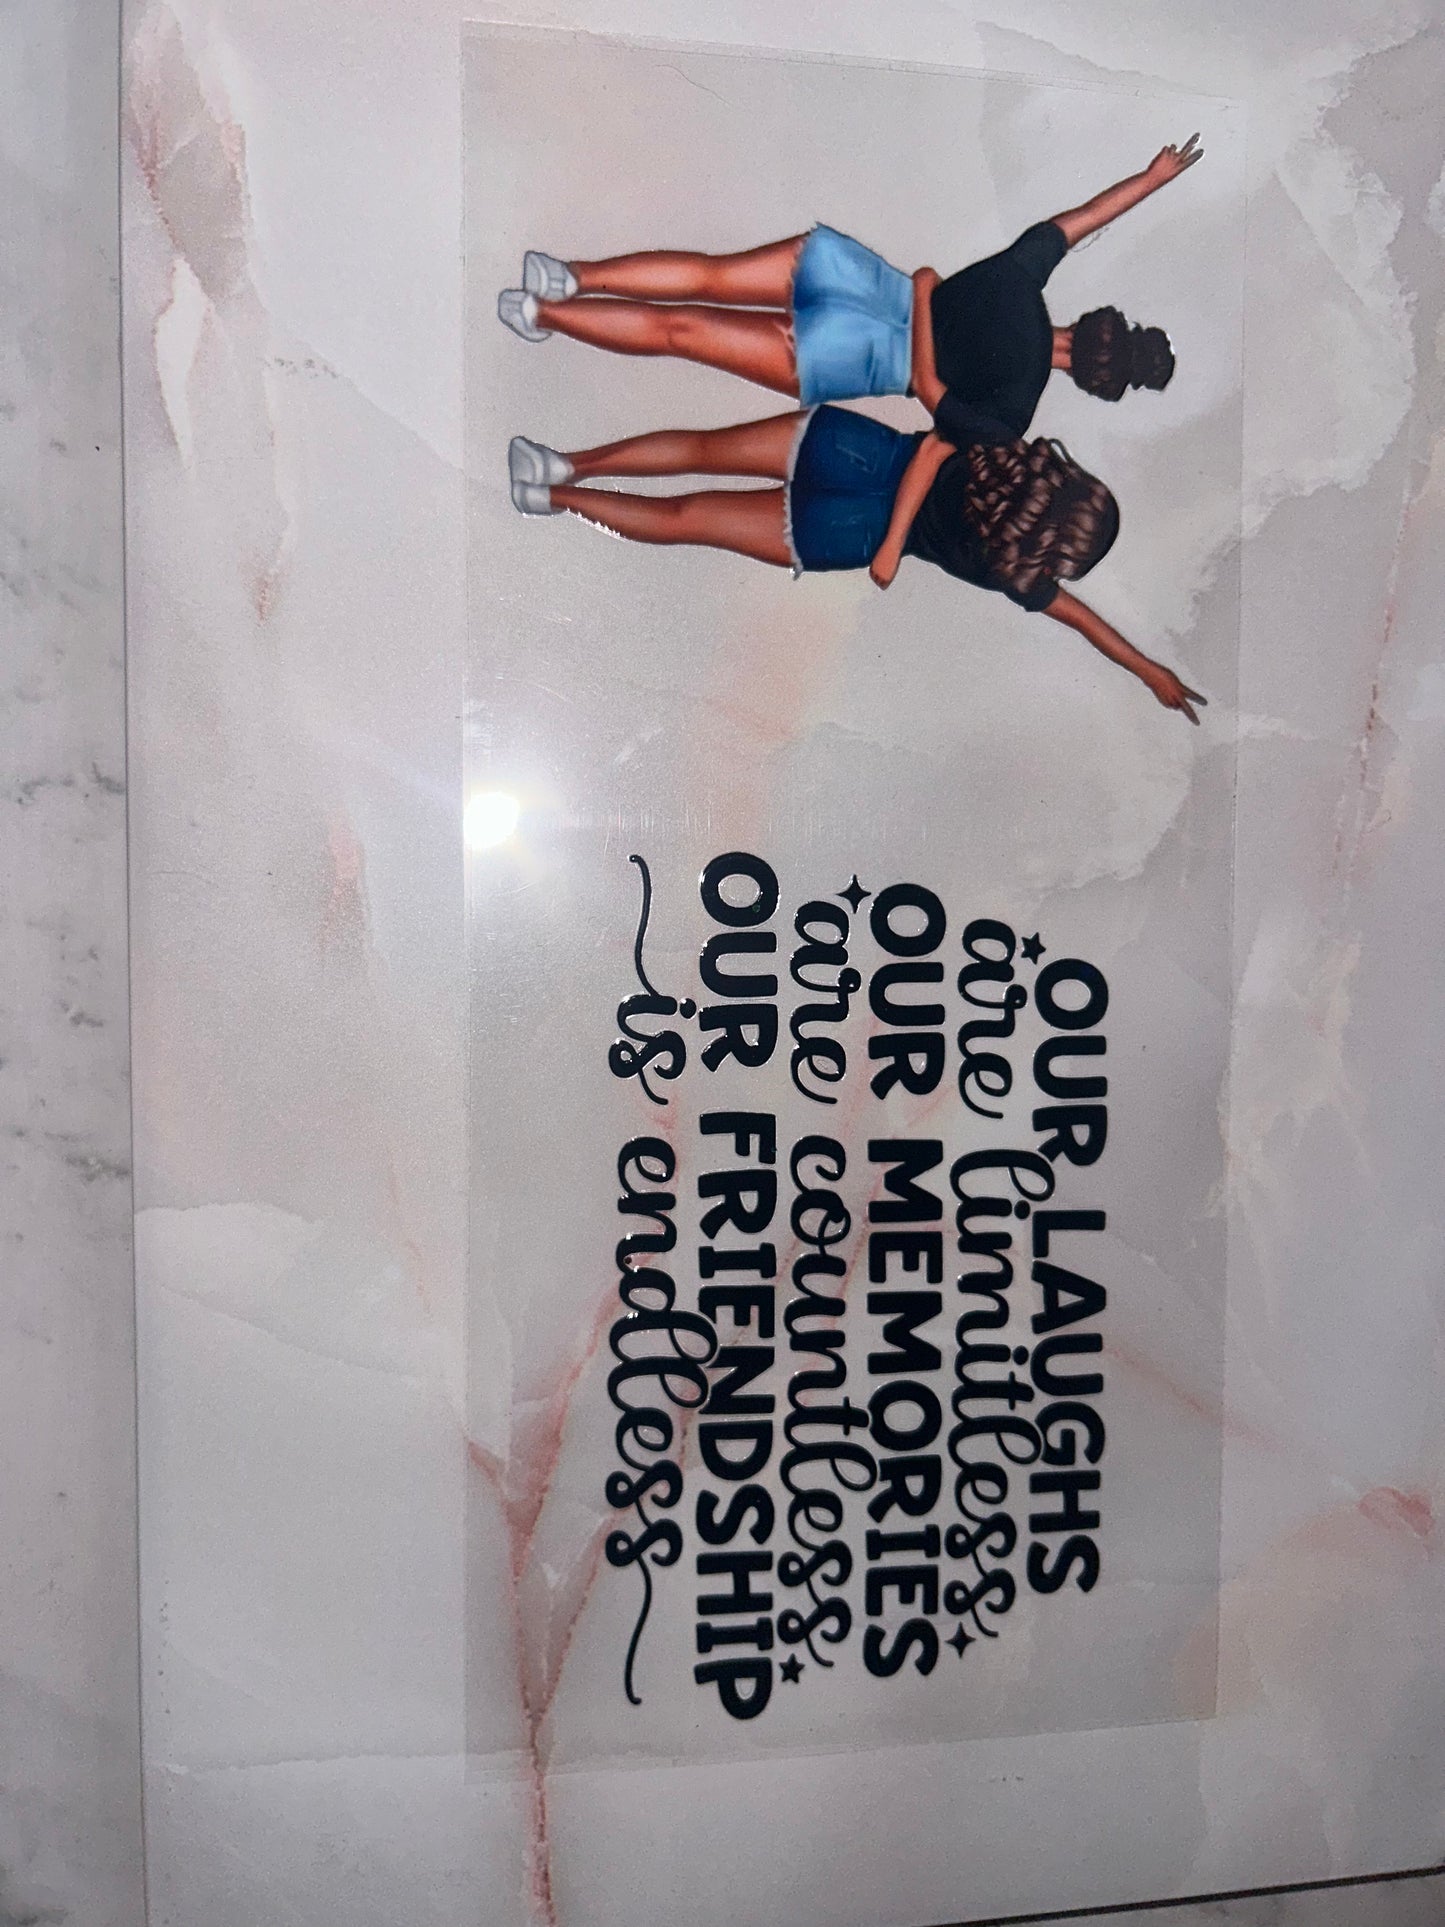 OUR LAUGHS
are limitless
OUR MEMORIES
are countless
OUR FRIENDSHIP
is endless